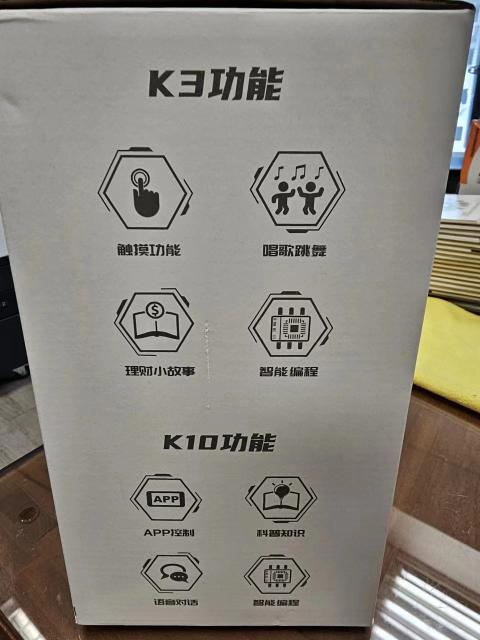 K3功能
触摸功能
唱歌跳舞
理财小故事
智能编程
K10功能
APP
APP控制
科普知识
语音对话
智能编程